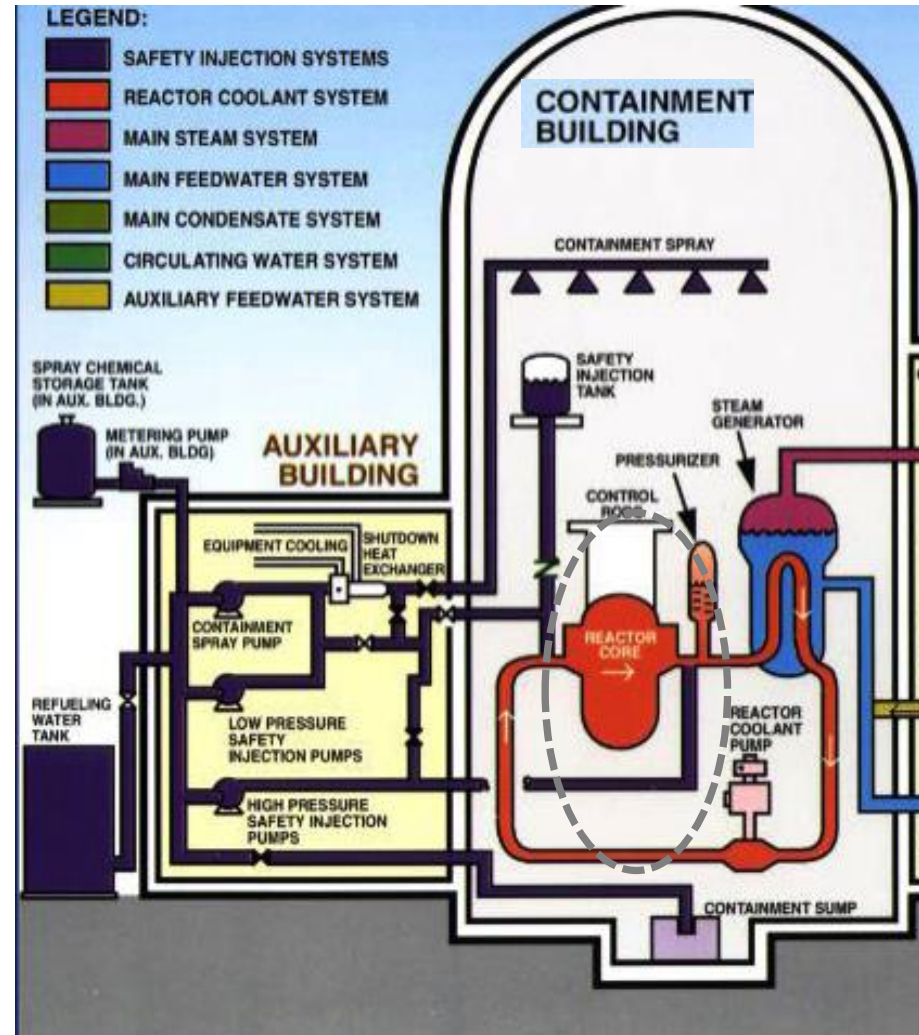 LEGEND:
SAFETY INJECTION SYSTEMS
REACTOR COOLANT SYSTEM
MAIN STEAM SYSTEM
MAIN FEEDWATER SYSTEM
MAIN CONDENSATE SYSTEM
CIRCULATING WATER SYSTEM
AUXILIARY FEEDWATER SYSTEM
CONTAINMENT
BUILDING
CONTAINMENT SPRAY
SAFETY
INJECTION
TANK
STEAM
GENERATOR
PRESSURIZER
CONTROL
RODS
SPRAY CHEMICAL
STORAGE TANK
(IN AUX. BLDG.)
METERING PUMP
(IN AUX. BLDG)
AUXILIARY
BUILDING
EQUIPMENT COOLING
SHUTDOWN
HEAT
EXCHANGER
CONTAINMENT
SPRAY PUMP
REACTOR
CORE
REFUELING
WATER
TANK
LOW PRESSURE
SAFETY
INJECTION PUMPS
REACTOR
COOLANT
PUMP
HIGH PRESSURE
SAFETY INJECTION
PUMPS
CONTAINMENT SUMP